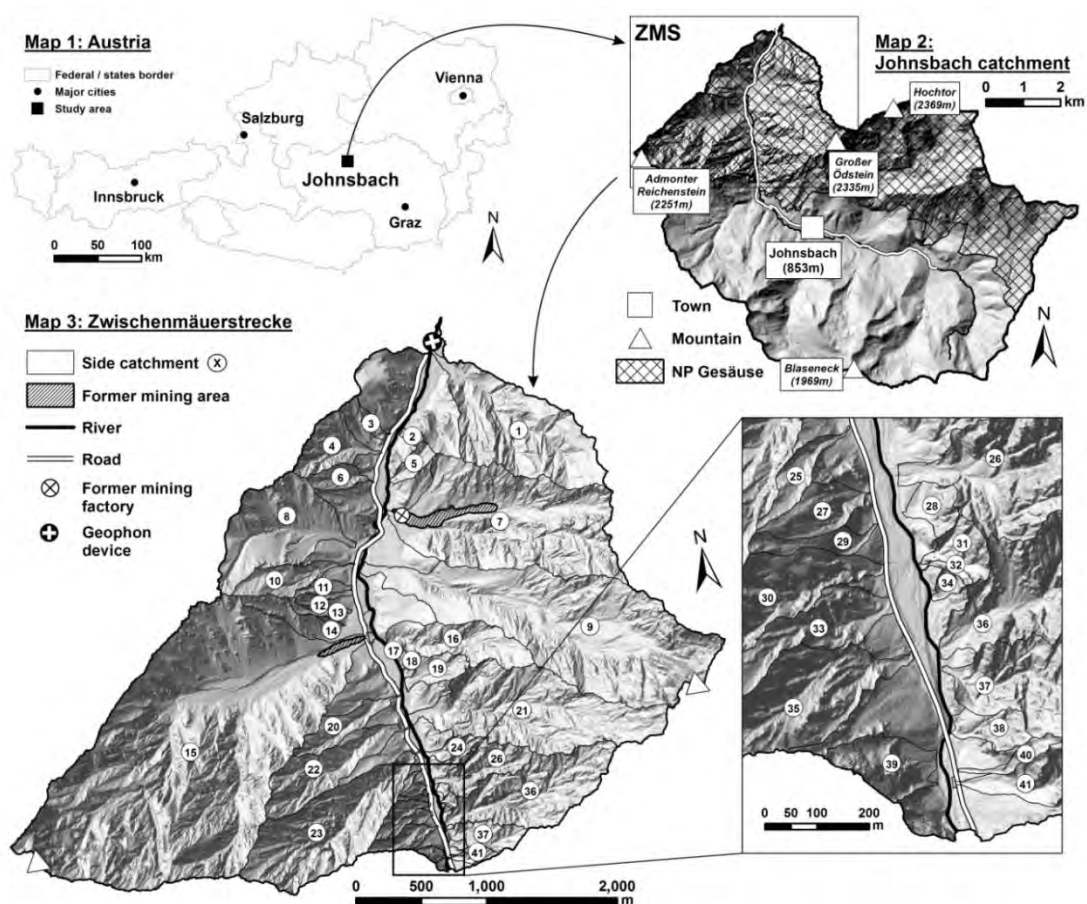 Map 1: Austria
Federal / states border
Major cities
Study area
Salzburg
Vienna
Johnsbach
Innsbruck
Graz
0 50 100
km
N
ZMS
Map 2:
Johnsbach catchment
Hochtor
(2369m)
0 1 2
km
Admonter
Reichenstein
(2251m)
Großer
Ödstein
(2335m)
Johnsbach
(853m)
Town
Mountain
NP Gesäuse
Blaseneck
(1969m)
N
Map 3: Zwischenmäuerstrecke
Side catchment x
Former mining area
River
Road
Former mining
factory
Geophon
device
N
1
2
3
4
5
6
7
8
9
10
11
12
13
14
15
16
17
18
19
20
21
22
23
24
26
36
37
41
0 500 1,000 2,000
m
25
26
27
28
29
30
31
32
33
34
35
36
37
38
39
40
41
0 50 100 200
m